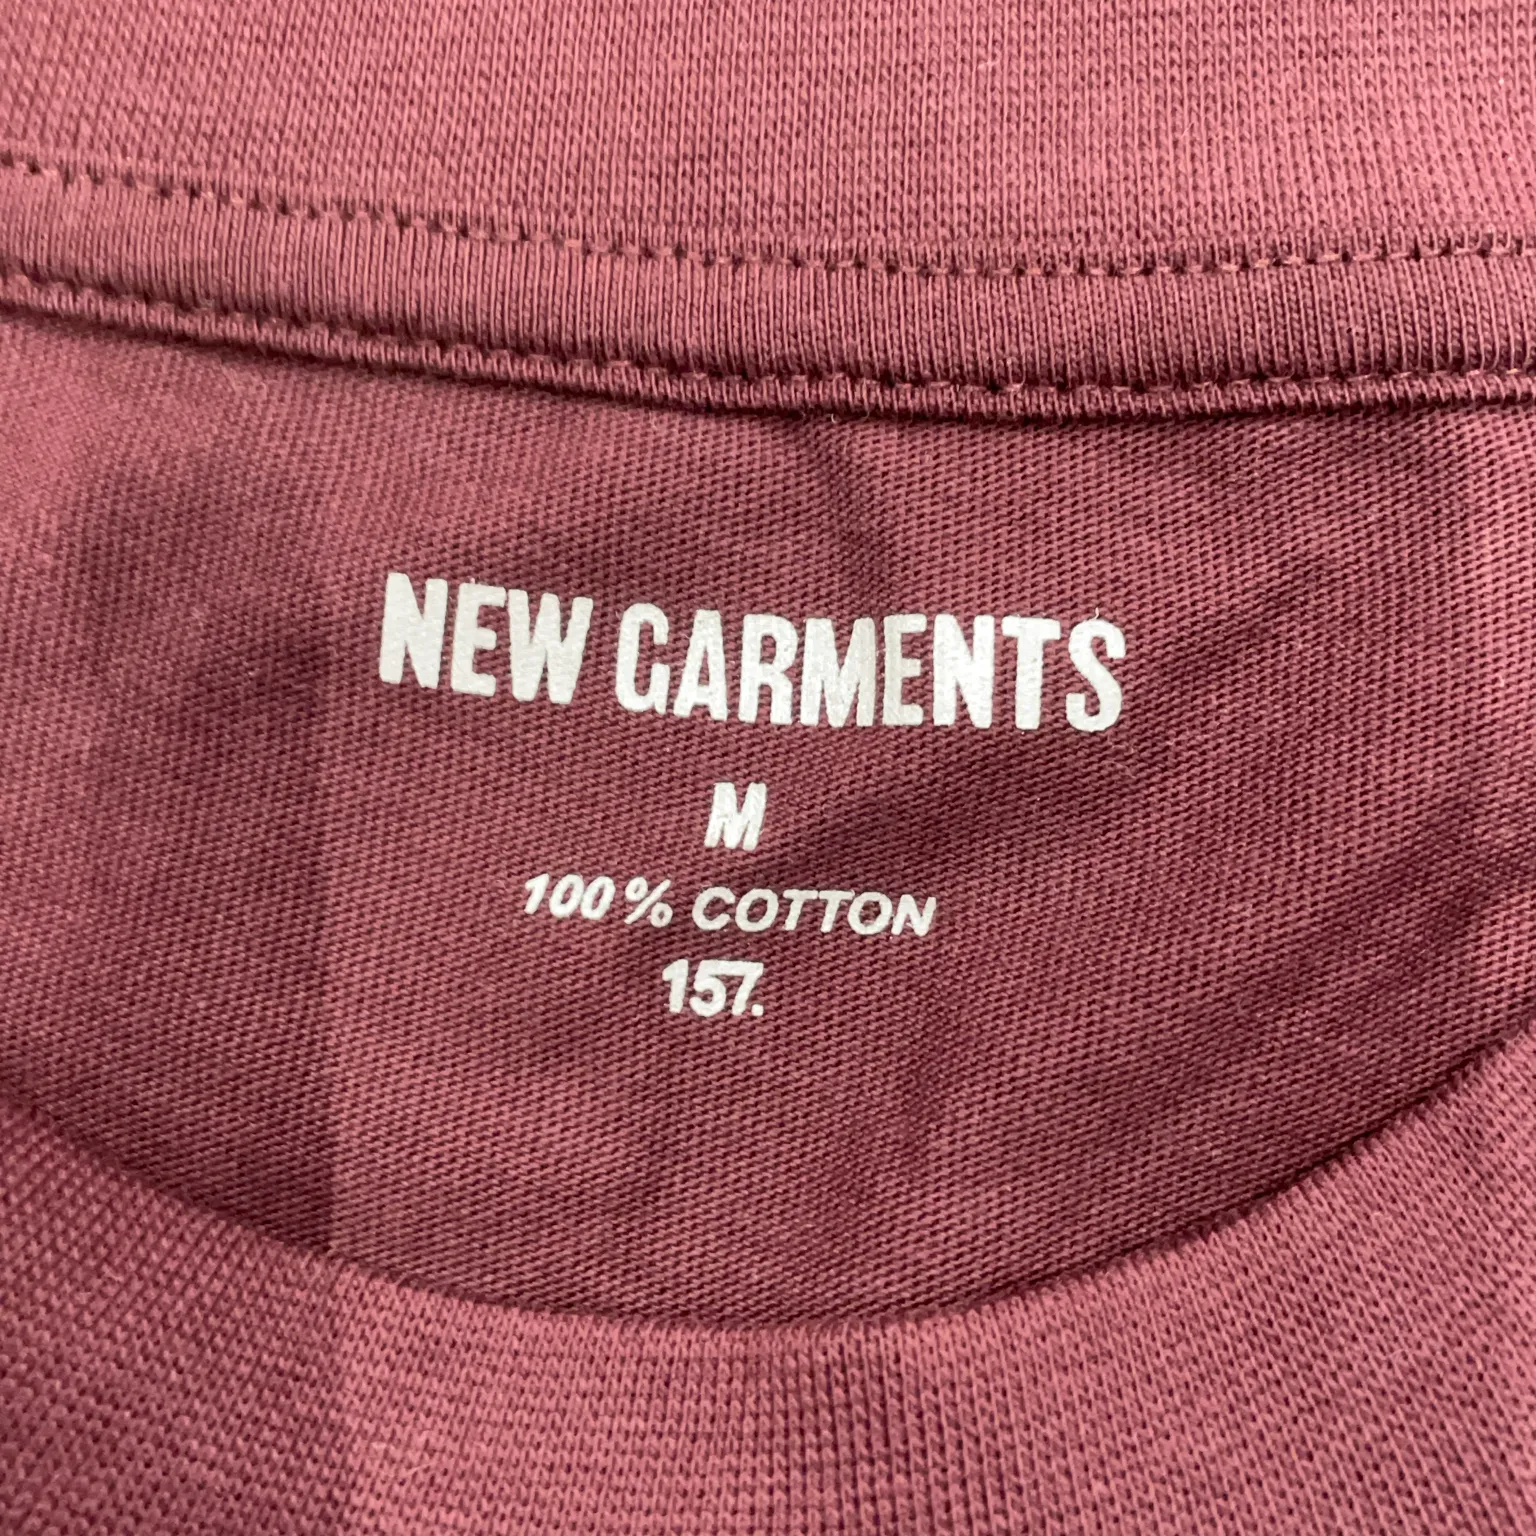 NEW GARMENTS
M
100% COTTON
157.